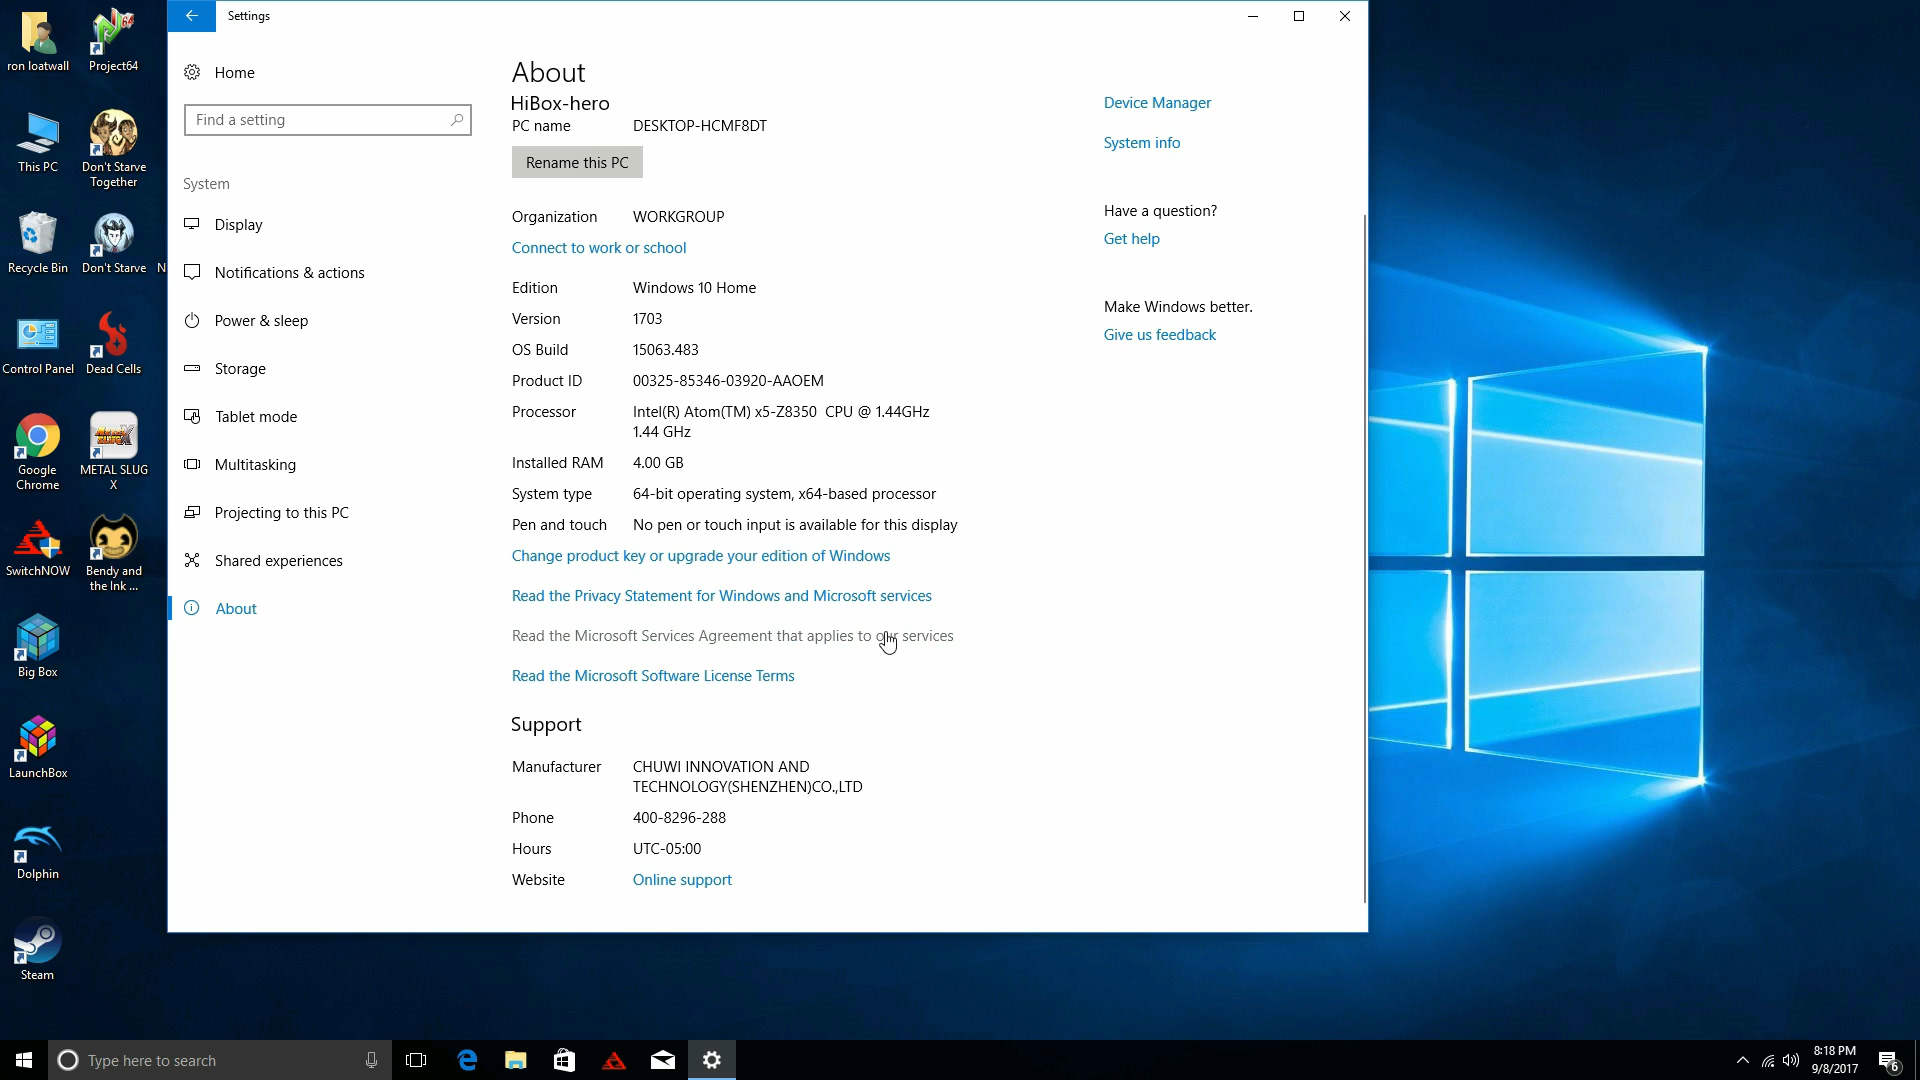 ron loatwall
Project64
This PC
Don't Starve
Together
Recycle Bin
Don't Starve
N
Control Panel
Dead Cells
Google
Chrome
METAL SLUG
X
SwitchNOW
Bendy and
the Ink ...
Big Box
LaunchBox
Dolphin
Steam
Settings
Home
Find a setting
System
Display
Notifications & actions
Power & sleep
Storage
Tablet mode
Multitasking
Projecting to this PC
Shared experiences
About
About
HiBox-hero
PC name DESKTOP-HCMF8DT
Rename this PC
Organization WORKGROUP
Connect to work or school
Edition Windows 10 Home
Version 1703
OS Build 15063.483
Product ID 00325-85346-03920-AAOEM
Processor Intel(R) Atom(TM) x5-Z8350 CPU @ 1.44GHz
1.44 GHz
Installed RAM 4.00 GB
System type 64-bit operating system, x64-based processor
Pen and touch No pen or touch input is available for this display
Change product key or upgrade your edition of Windows
Read the Privacy Statement for Windows and Microsoft services
Read the Microsoft Services Agreement that applies to our services
Read the Microsoft Software License Terms
Support
Manufacturer CHUWI INNOVATION AND
TECHNOLOGY(SHENZHEN)CO.,LTD
Phone 400-8296-288
Hours UTC-05:00
Website Online support
Device Manager
System info
Have a question?
Get help
Make Windows better.
Give us feedback
Type here to search
8:18 PM
9/8/2017
6